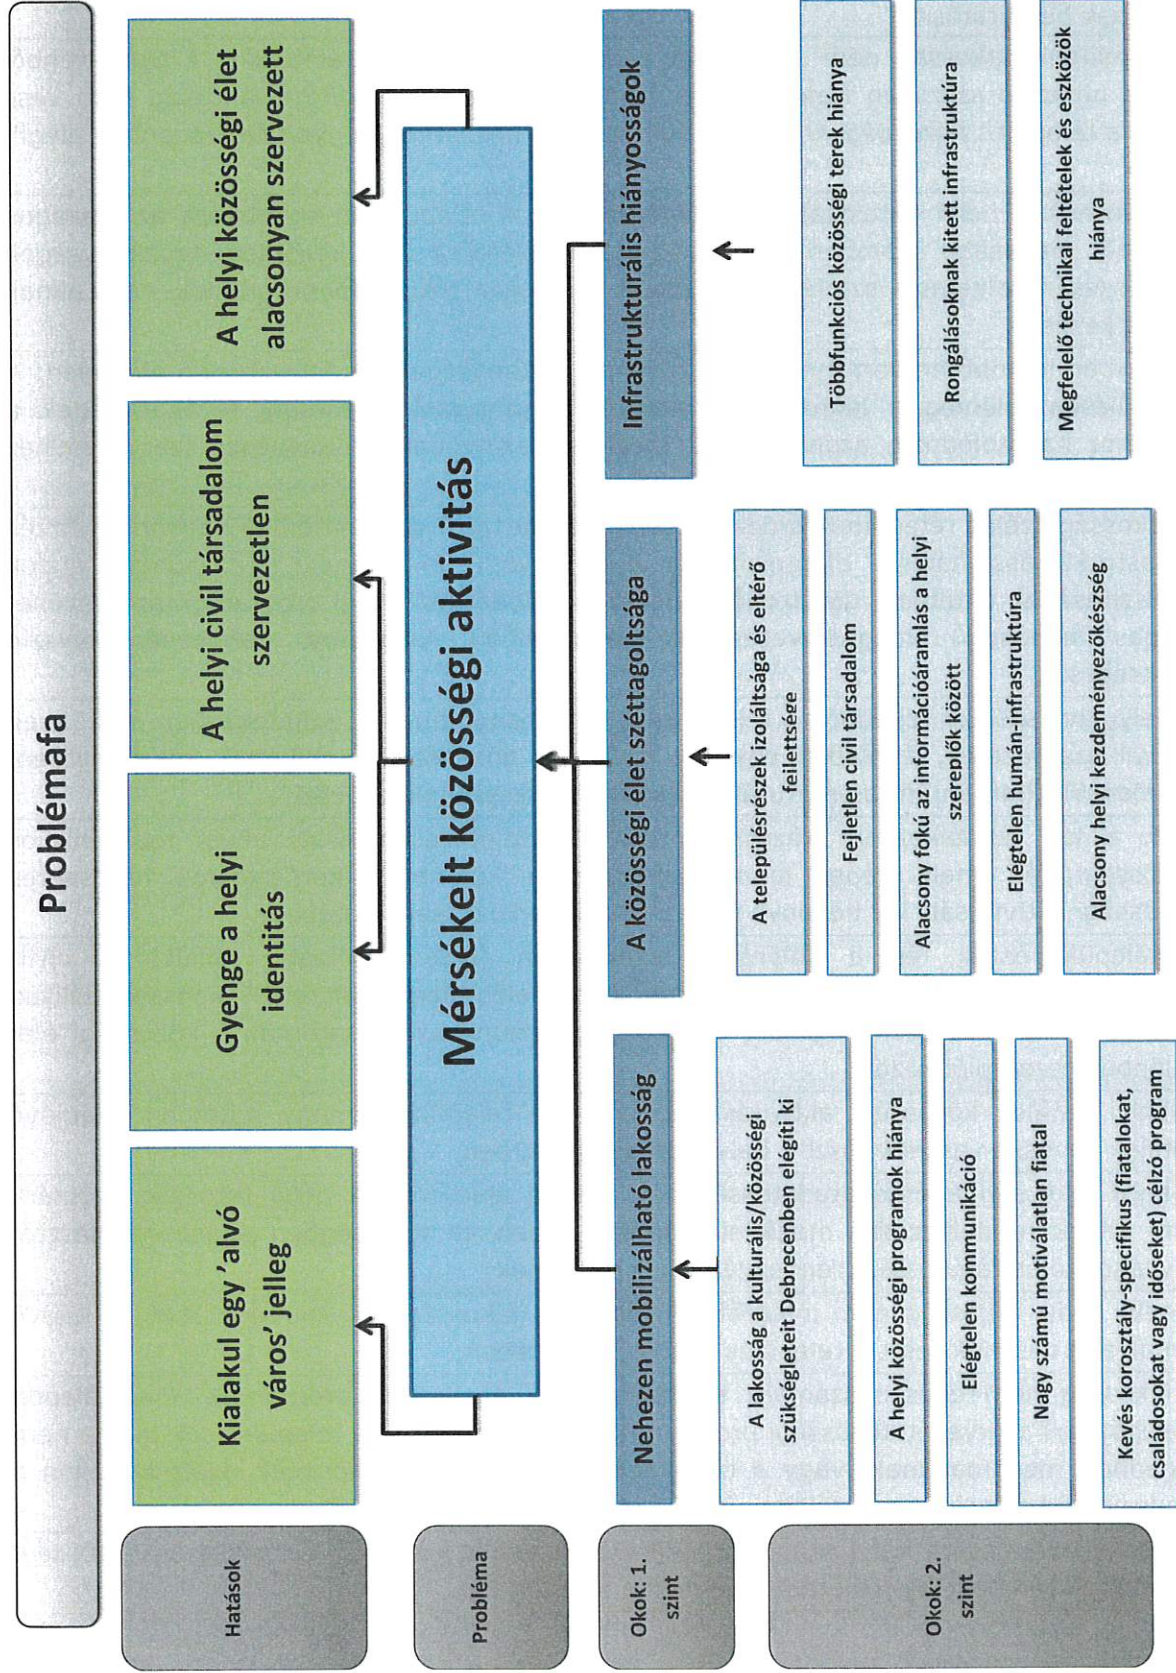 Problémafa
Hatások
Kialakul egy 'alvó
város' jelleg
Gyenge a helyi
identitás
A helyi civil társadalom
szervezetlen
A helyi közösségi élet
alacsonyan szervezett
Probléma
Mérsékelt közösségi aktivitás
Okok: 1.
szint
Nehezen mobilizálható lakosság
A közösségi élet széttagoltsága
Infrastrukturális hiányosságok
Okok: 2.
szint
A lakosság a kulturális/közösségi
szükségleteit Debrecenben elégíti ki
A helyi közösségi programok hiánya
Elégtelen kommunikáció
Nagy számú motiválatlan fiatal
Kevés korosztály-specifikus (fiatalokat,
családosokat vagy időseket) célzó program
A településrészek izoláltsága és eltérő
feilettsége
Fejletlen civil társadalom
Alacsony fokú az információáramlás a helyi
szereplők között
Elégtelen humán-infrastruktúra
Alacsony helyi kezdeményezőkészség
Többfunkciós közösségi terek hiánya
Rongálásoknak kitett infrastruktúra
Megfelelő technikai feltételek és eszközök
hiánya